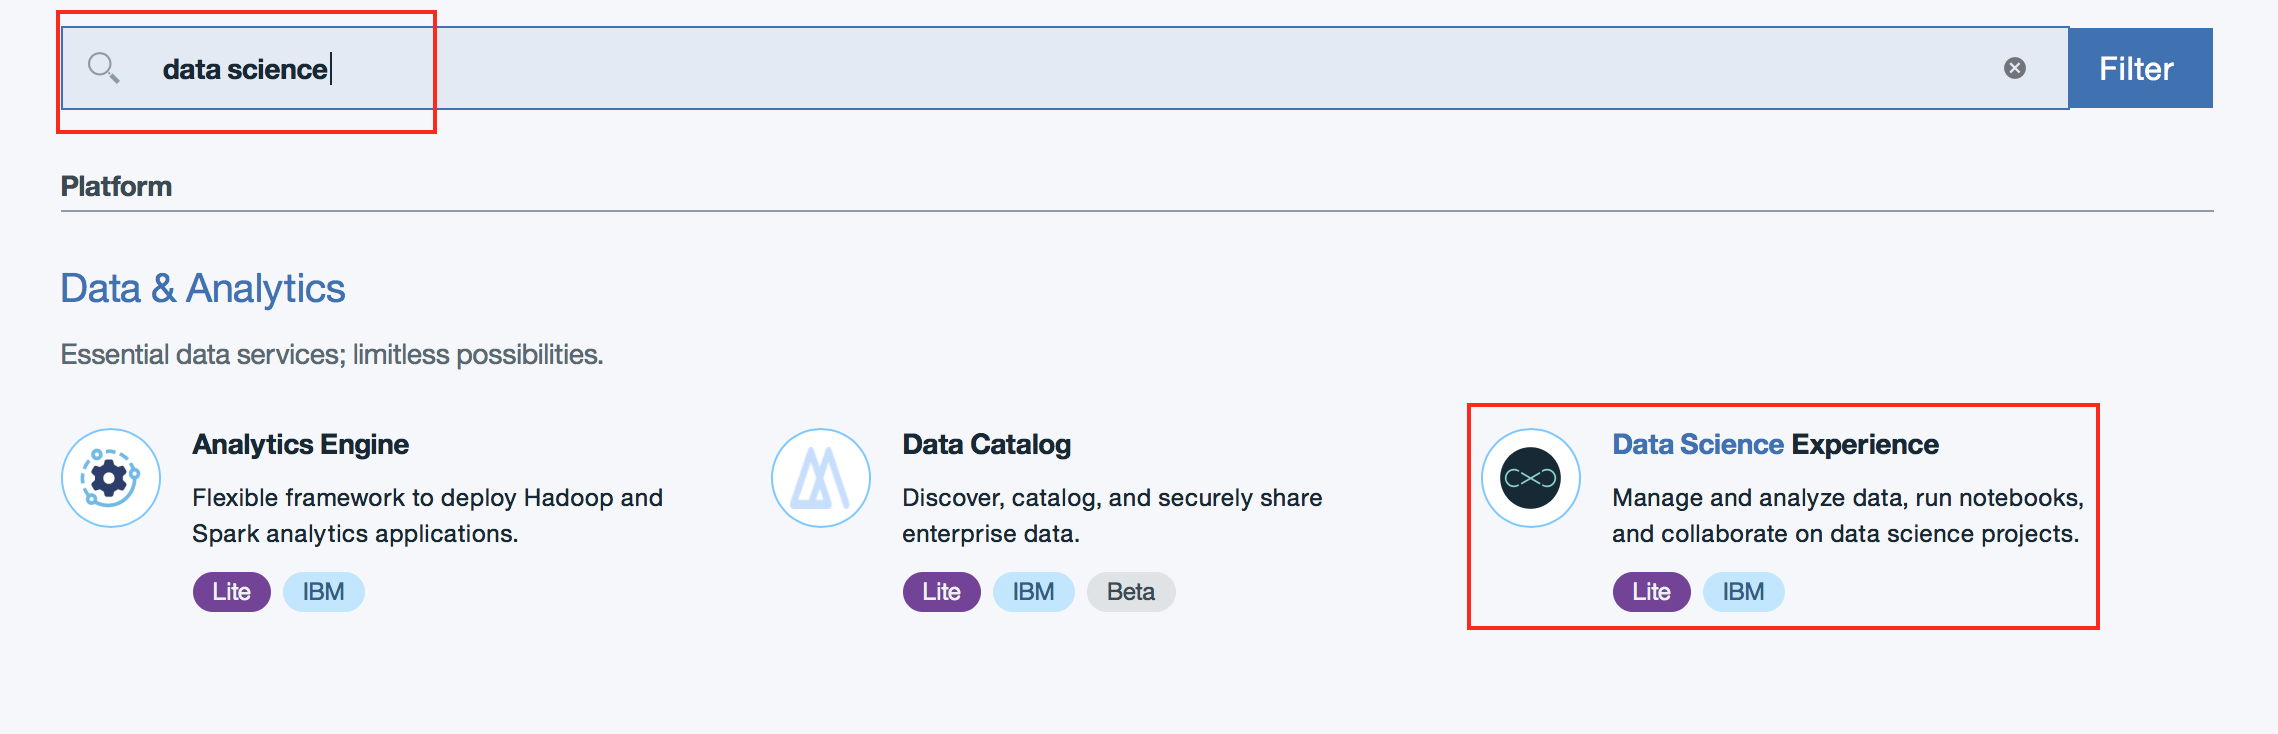 data science
Filter
Platform
Data & Analytics
Essential data services; limitless possibilities.
Analytics Engine
Flexible framework to deploy Hadoop and
Spark analytics applications.
Lite IBM
Data Catalog
Discover, catalog, and securely share
enterprise data.
Lite IBM Beta
Data Science Experience
Manage and analyze data, run notebooks,
and collaborate on data science projects.
Lite IBM